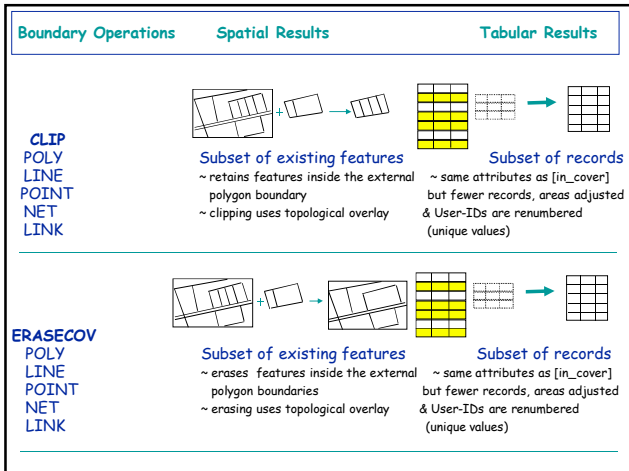 Boundary Operations Spatial Results Tabular Results
CLIP
POLY
LINE
POINT
NET
LINK
Subset of existing features
~ retains features inside the external
polygon boundary
~ clipping uses topological overlay
Subset of records
~ same attributes as [in_cover]
but fewer records, areas adjusted
& User-IDs are renumbered
(unique values)
ERASECOV
POLY
LINE
POINT
NET
LINK
Subset of existing features
~ erases features inside the external
polygon boundaries
~ erasing uses topological overlay
Subset of records
~ same attributes as [in_cover]
but fewer records, areas adjusted
& User-IDs are renumbered
(unique values)